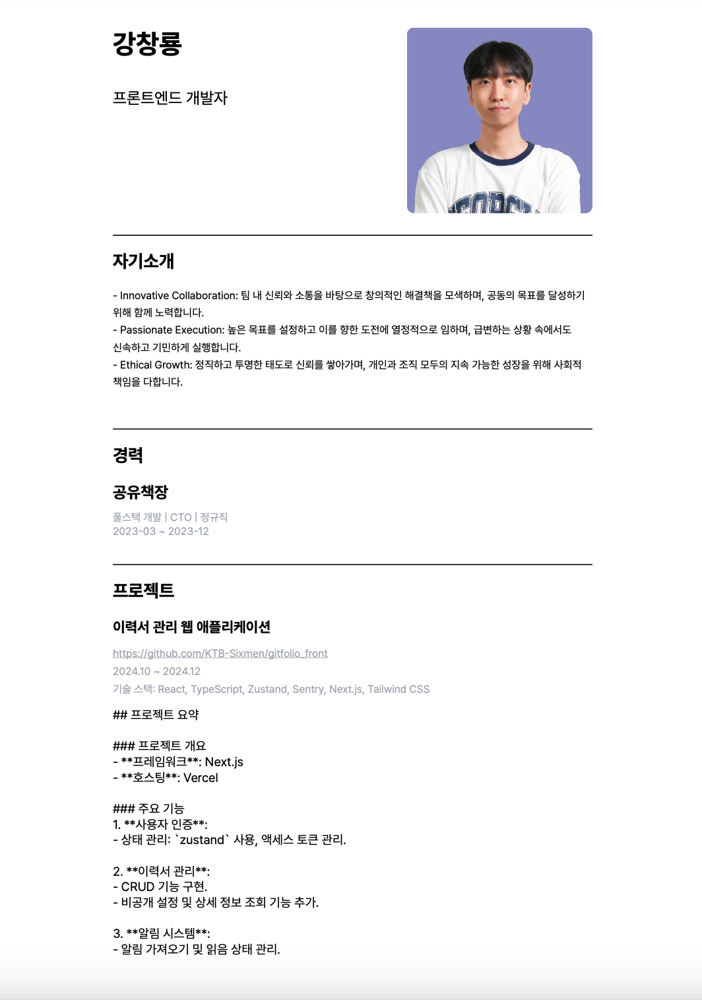 강창룡
프론트엔드 개발자
자기소개
- Innovative Collaboration: 팀 내 신뢰와 소통을 바탕으로 창의적인 해결책을 모색하며, 공동의 목표를 달성하기
위해 함께 노력합니다.
- Passionate Execution: 높은 목표를 설정하고 이를 향한 도전에 열정적으로 임하며, 급변하는 상황 속에서도
신속하고 기민하게 실행합니다.
- Ethical Growth: 정직하고 투명한 태도로 신뢰를 쌓아가며, 개인과 조직 모두의 지속 가능한 성장을 위해 사회적
책임을 다합니다.
경력
공유책장
풀스택 개발 | CTO | 정규직
2023-03 ~ 2023-12
프로젝트
이력서 관리 웹 애플리케이션
https://github.com/KTB-Sixmen/gitfolio_front
2024.10 ~ 2024.12
기술 스택: React, TypeScript, Zustand, Sentry, Next.js, Tailwind CSS
## 프로젝트 요약
### 프로젝트 개요
- **프레임워크**: Next.js
- **호스팅**: Vercel
### 주요 기능
1. **사용자 인증**:
- 상태 관리: `zustand` 사용, 액세스 토큰 관리.
2. **이력서 관리**:
- CRUD 기능 구현.
- 비공개 설정 및 상세 정보 조회 기능 추가.
3. **알림 시스템**:
- 알림 가져오기 및 읽음 상태 관리.